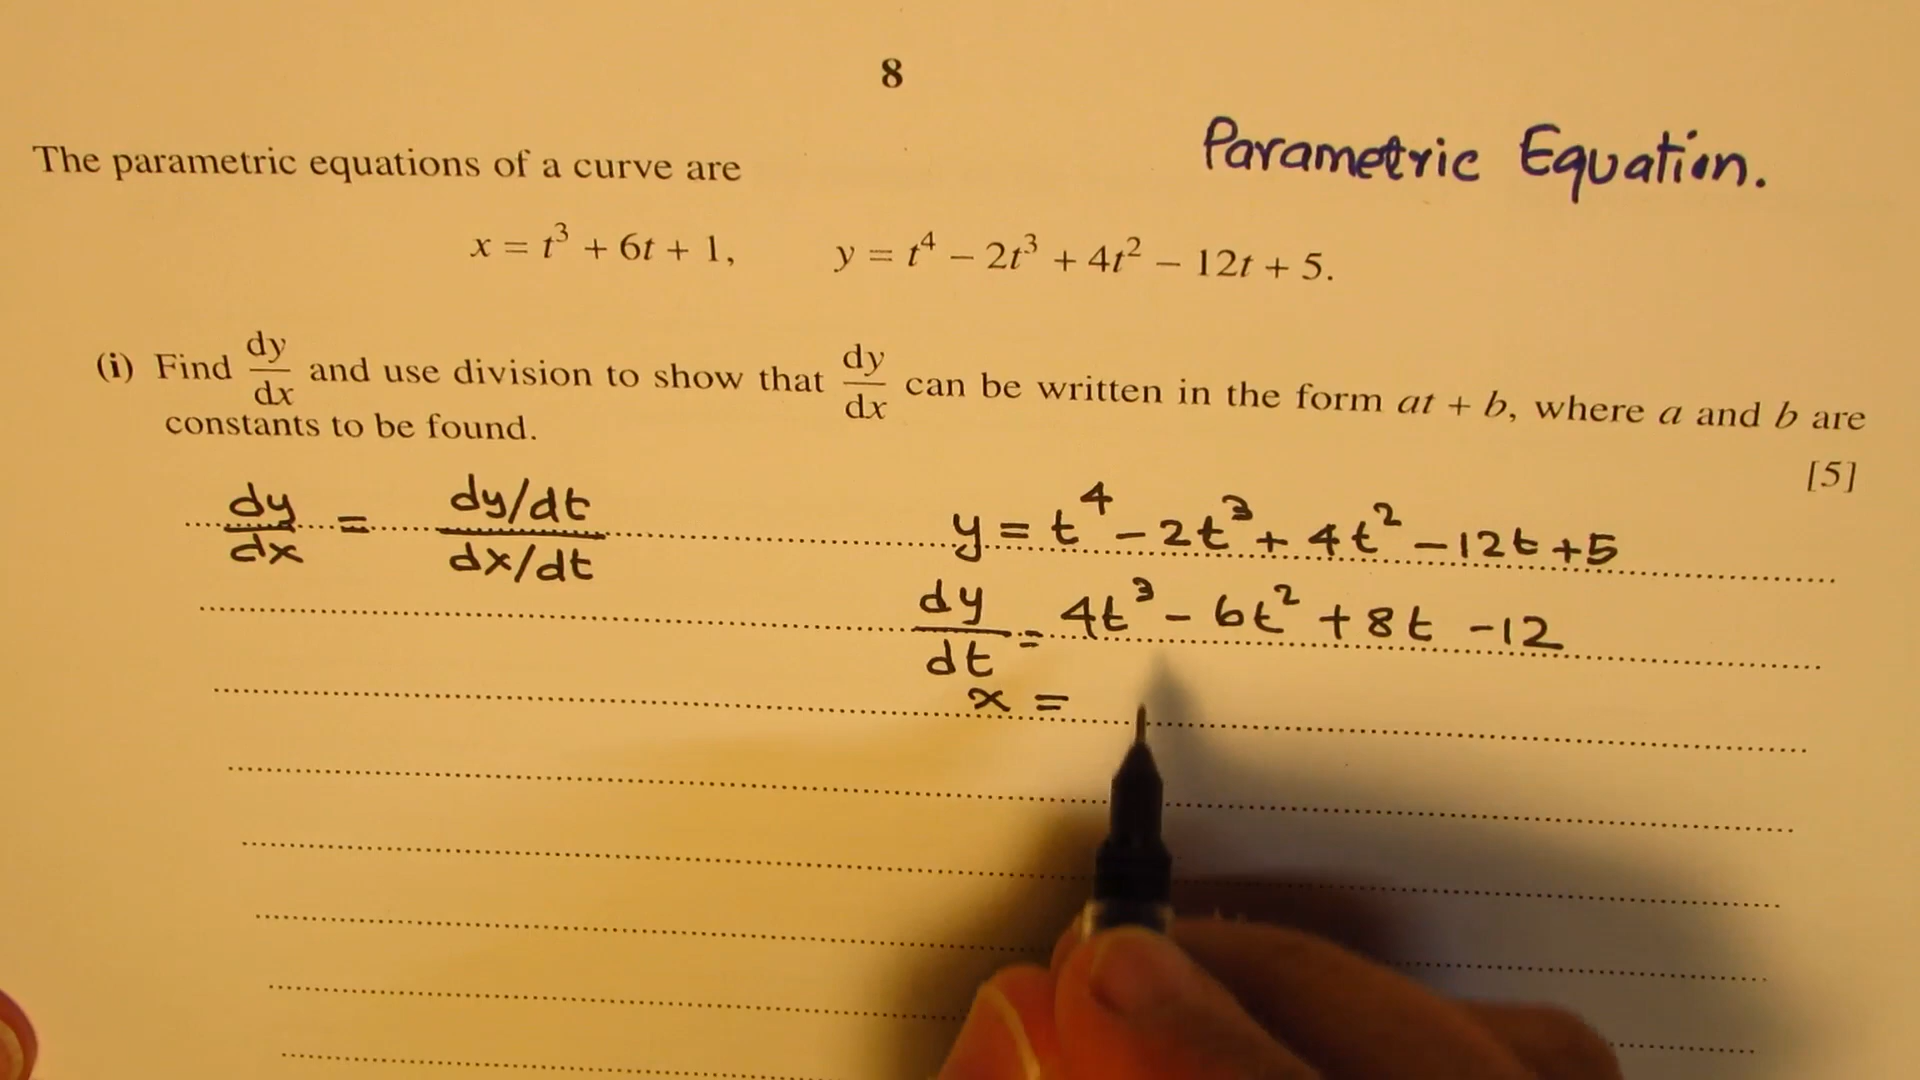 8
Parametric Equation.
The parametric equations of a curve are
x = t³ + 6t + 1, y = t⁴ − 2t³ + 4t² − 12t + 5.
(i) Find dy/dx and use division to show that dy/dx can be written in the form at + b, where a and b are
constants to be found.
[5]
dy/dx = (dy/dt)/(dx/dt) y = t⁴ − 2t³ + 4t² − 12t + 5
dy/dt = 4t³ − 6t² + 8t − 12
x =